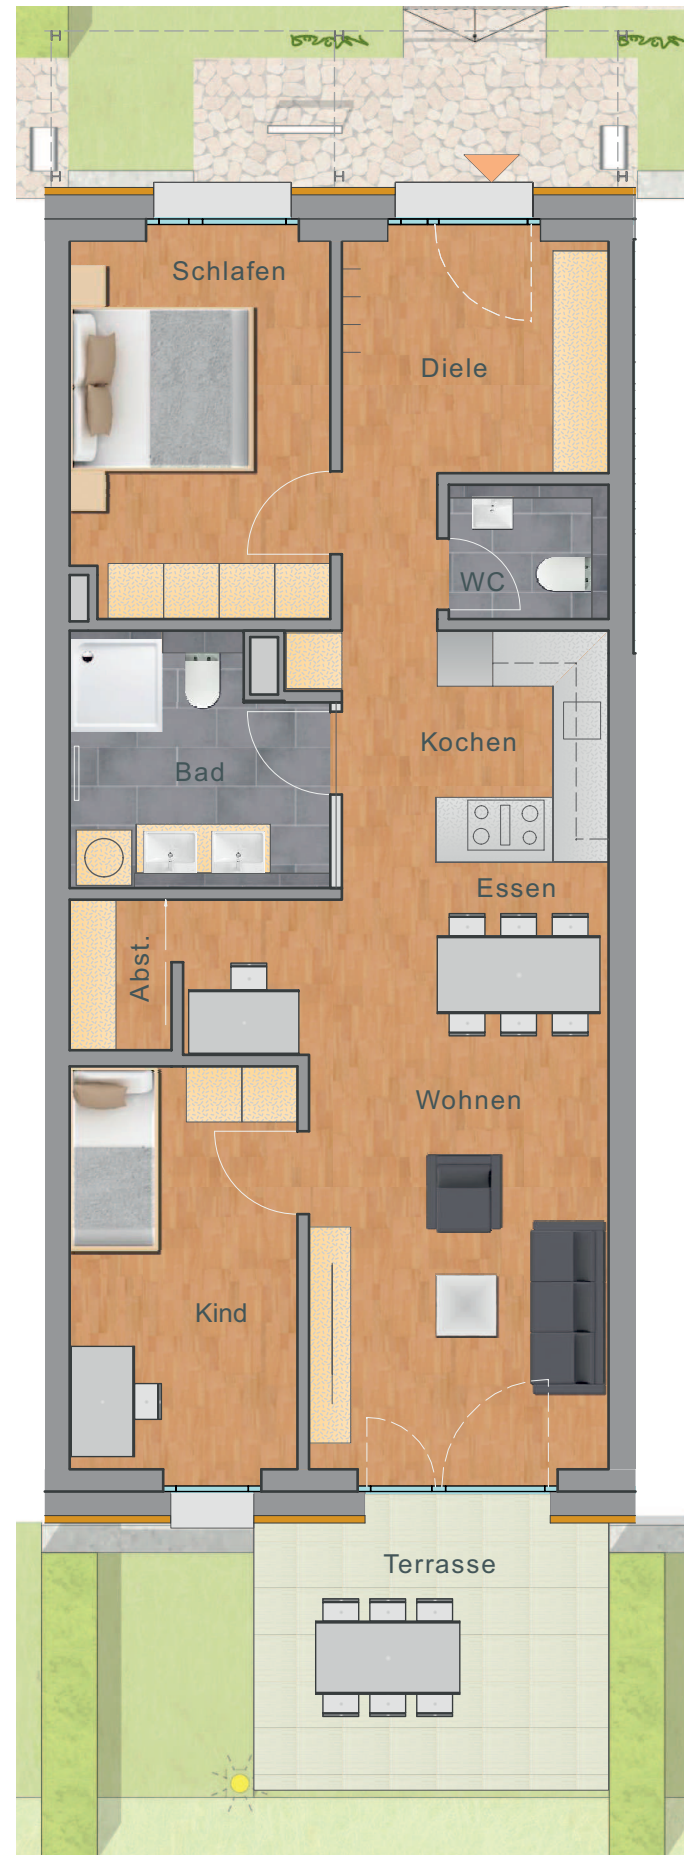 Schlafen
Diele
WC
Kochen
Bad
Essen
Abst.
Wohnen
Kind
Terrasse